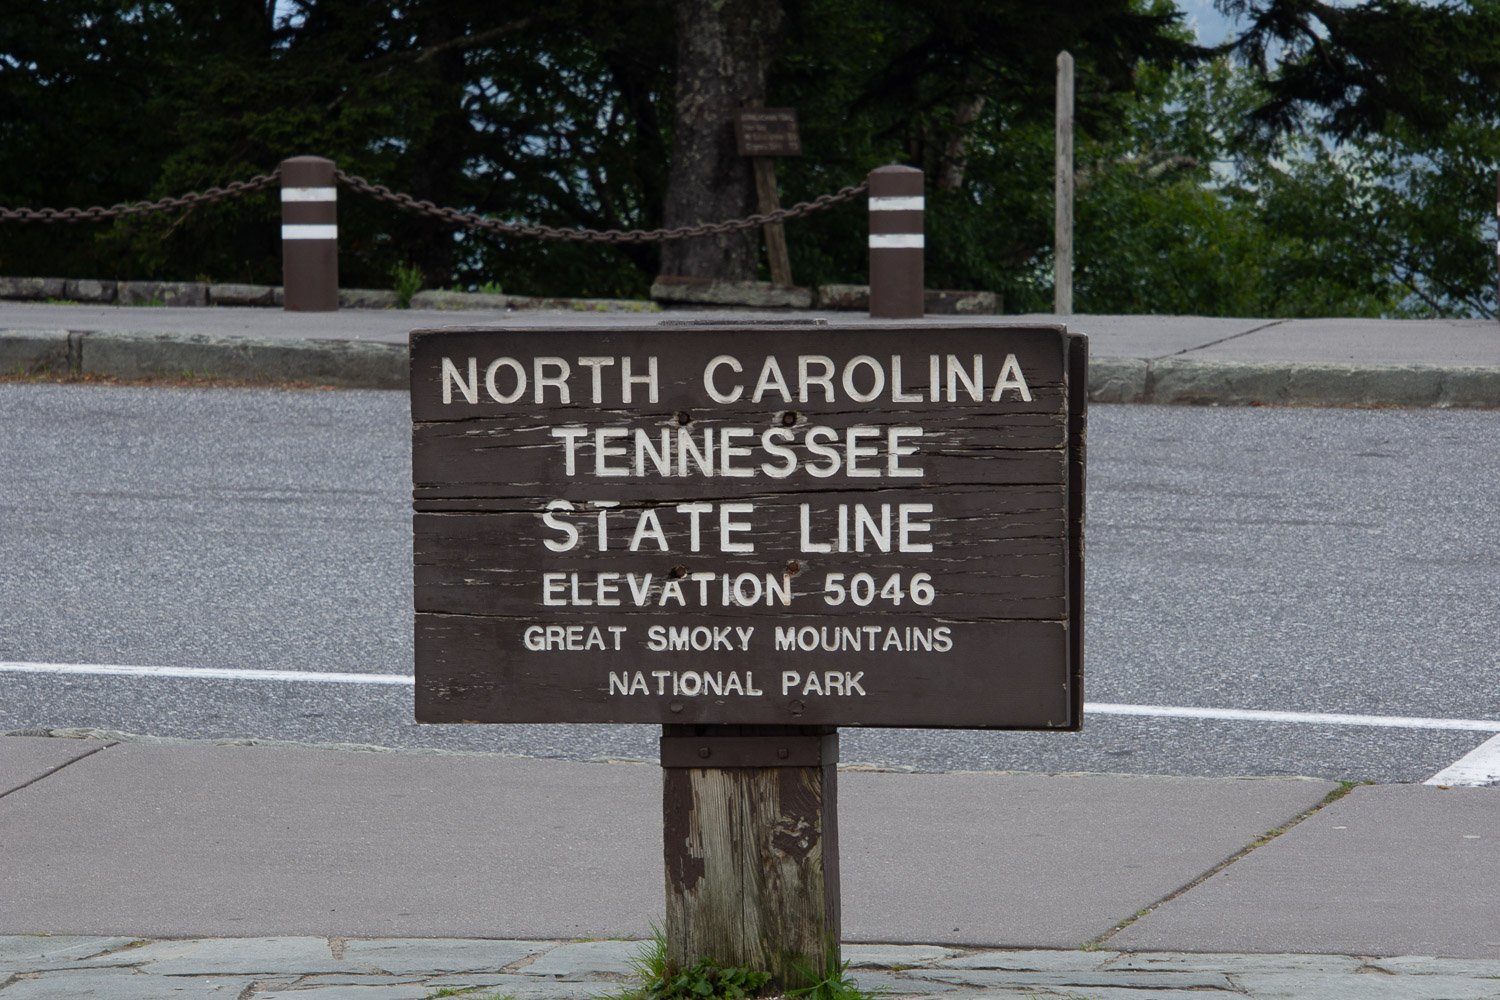 NORTH CAROLINA
TENNESSEE
STATE LINE
ELEVATION 5046
GREAT SMOKY MOUNTAINS
NATIONAL PARK